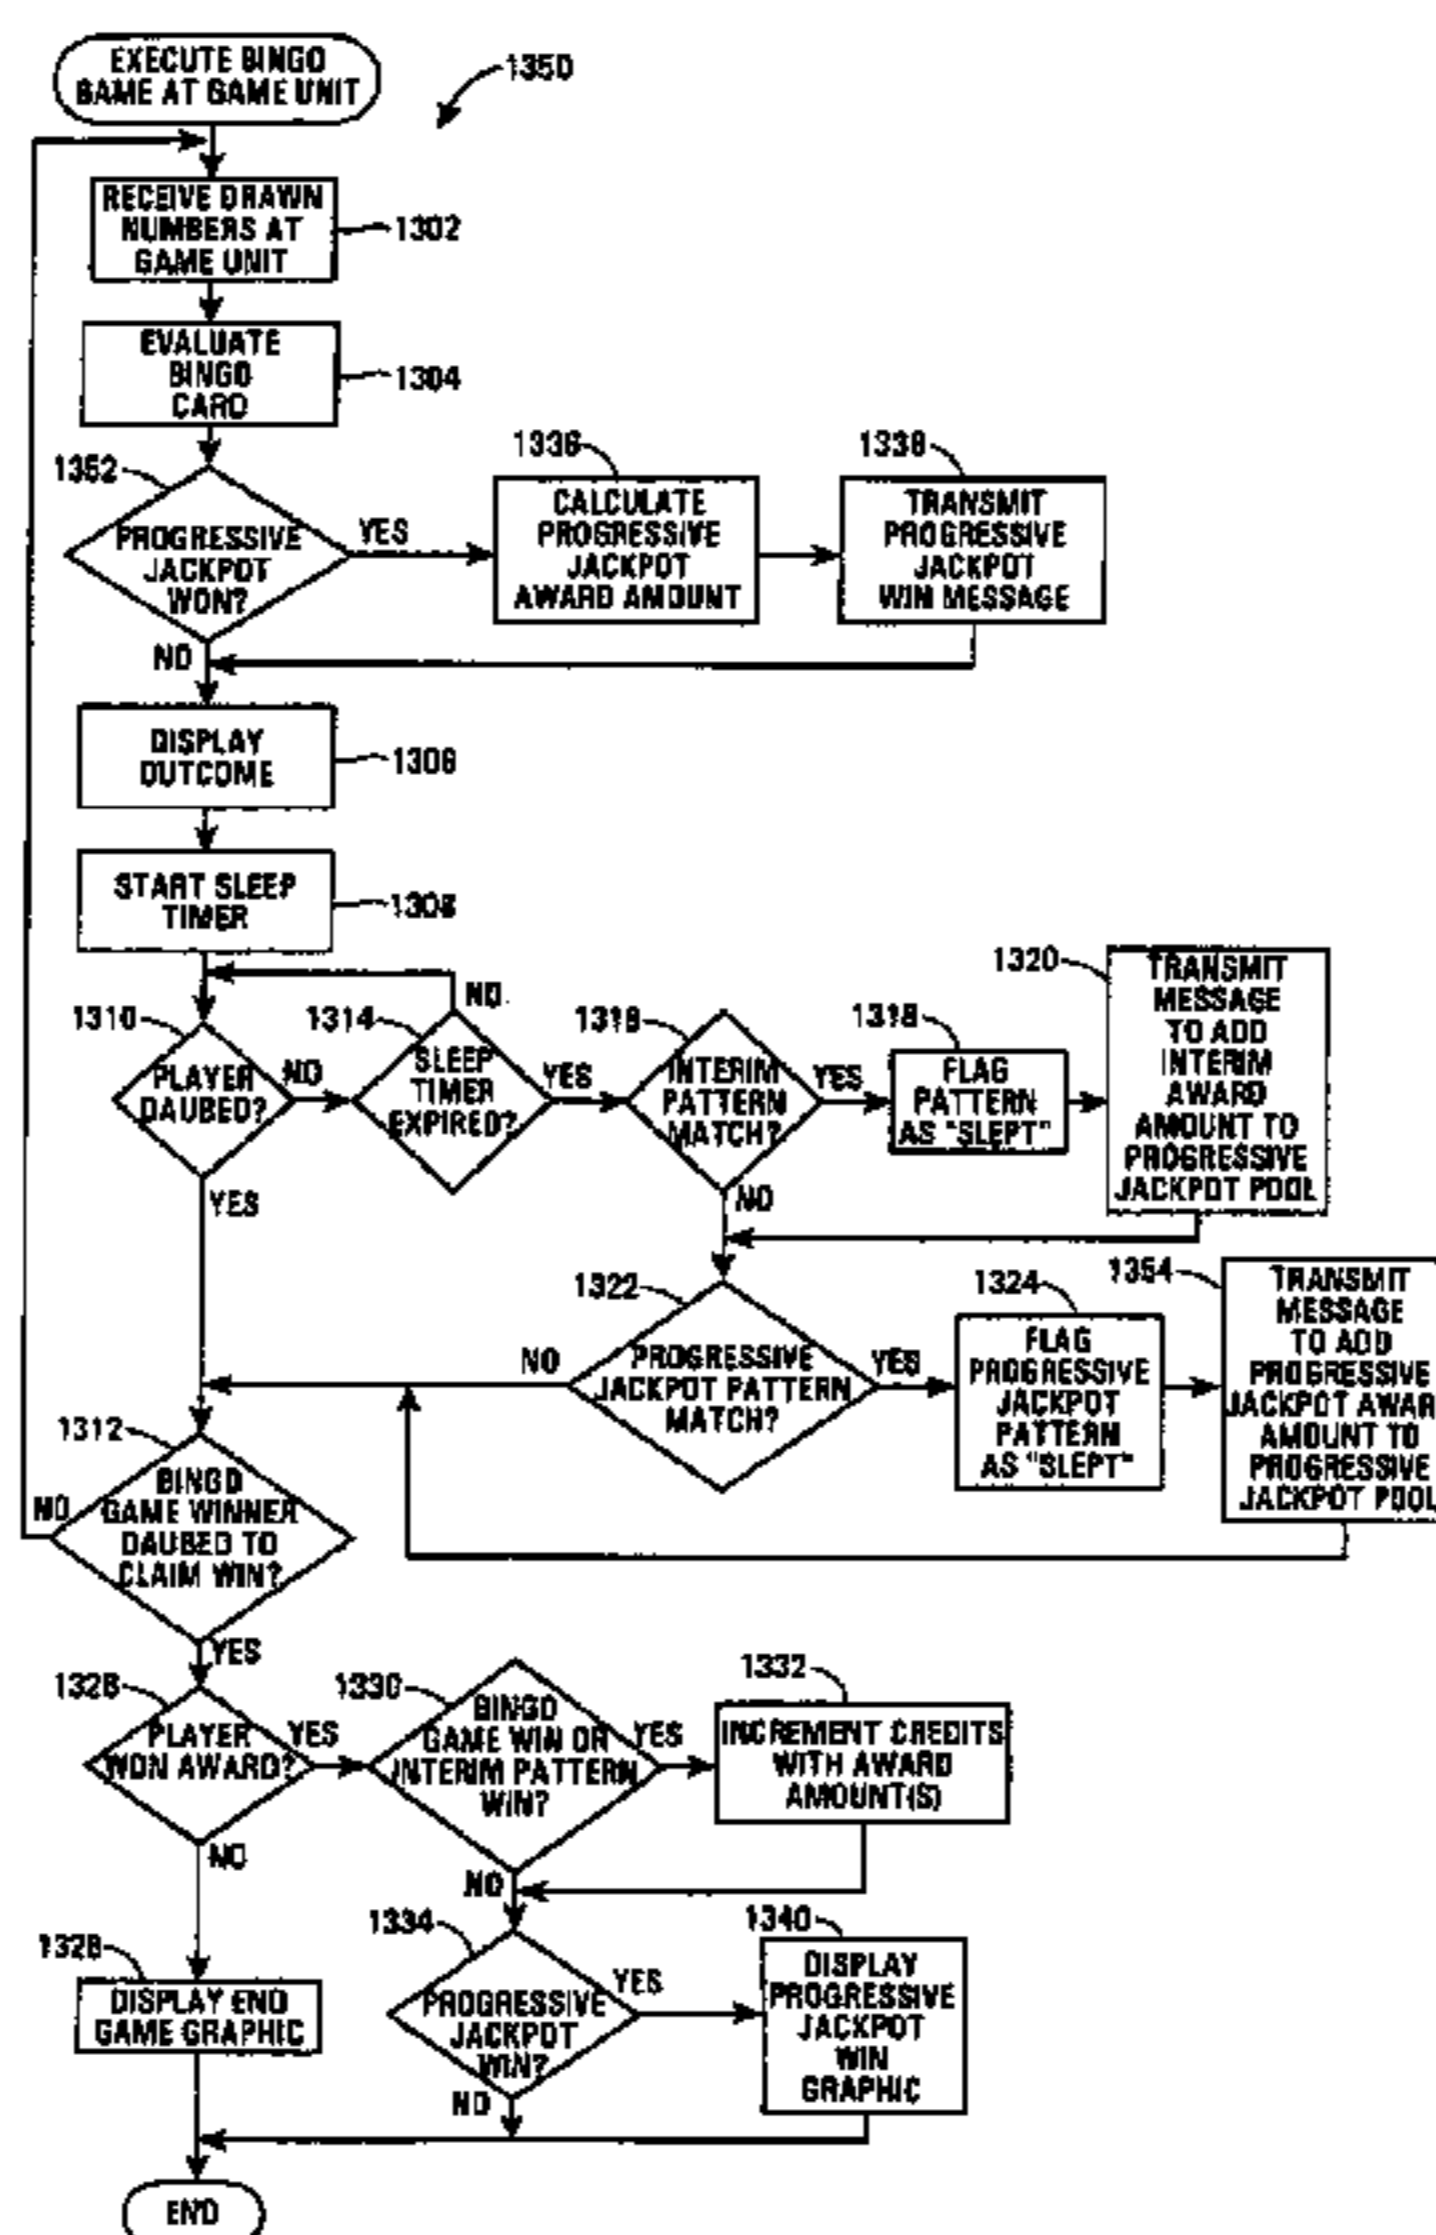 EXECUTE BINGO
GAME AT GAME UNIT
1350
RECEIVE DRAWN
NUMBERS AT
GAME UNIT
1302
EVALUATE
BINGO
CARD
1304
1352
PROGRESSIVE
JACKPOT
WON?
YES
NO
1336
CALCULATE
PROGRESSIVE
JACKPOT
AWARD AMOUNT
1338
TRANSMIT
PROGRESSIVE
JACKPOT
WIN MESSAGE
DISPLAY
OUTCOME
1306
START SLEEP
TIMER
1308
1310
PLAYER
DAUBED?
NO
YES
1314
SLEEP
TIMER
EXPIRED?
NO
YES
1316
INTERIM
PATTERN
MATCH?
YES
NO
1318
FLAG
PATTERN
AS "SLEPT"
1320
TRANSMIT
MESSAGE
TO ADD
INTERIM
AWARD
AMOUNT TO
PROGRESSIVE
JACKPOT POOL
1322
PROGRESSIVE
JACKPOT PATTERN
MATCH?
NO
YES
1324
FLAG
PROGRESSIVE
JACKPOT
PATTERN
AS "SLEPT"
1354
TRANSMIT
MESSAGE
TO ADD
PROGRESSIVE
JACKPOT AWAR
AMOUNT TO
PROGRESSIVE
JACKPOT POOL
1312
BINGO
GAME WINNER
DAUBED TO
CLAIM WIN?
NO
YES
1328
PLAYER
WON AWARD?
YES
NO
1330
BINGO
GAME WIN OR
INTERIM PATTERN
WIN?
YES
NO
1332
INCREMENT CREDITS
WITH AWARD
AMOUNT(S)
1334
PROGRESSIVE
JACKPOT
WIN?
YES
NO
1340
DISPLAY
PROGRESSIVE
JACKPOT
WIN
GRAPHIC
1328
DISPLAY END
GAME GRAPHIC
END